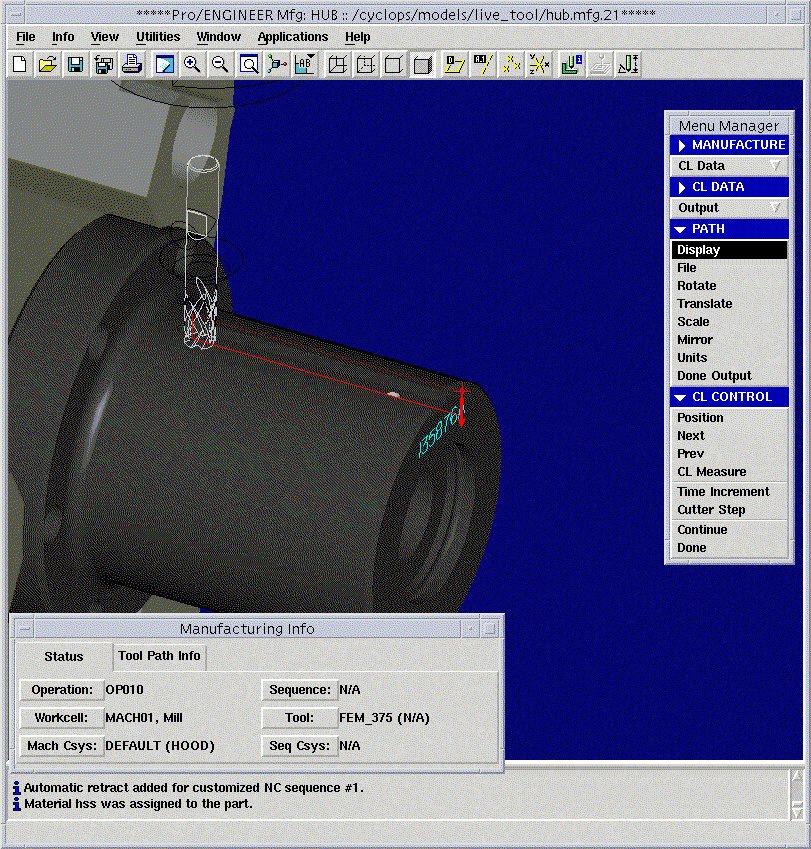 *****Pro/ENGINEER Mfg: HUB :: /cyclops/models/live_tool/hub.mfg.21*****
File Info View Utilities Window Applications Help
Menu Manager
MANUFACTURE
CL Data
CL DATA
Output
PATH
Display
File
Rotate
Translate
Scale
Mirror
Units
Done Output
CL CONTROL
Position
Next
Prev
CL Measure
Time Increment
Cutter Step
Continue
Done
Manufacturing Info
Status Tool Path Info
Operation: OP010 Sequence: N/A
Workcell: MACH01, Mill Tool: FEM_375 (N/A)
Mach Csys: DEFAULT (HOOD) Seq Csys: N/A
Automatic retract added for customized NC sequence #1.
Material hss was assigned to the part.